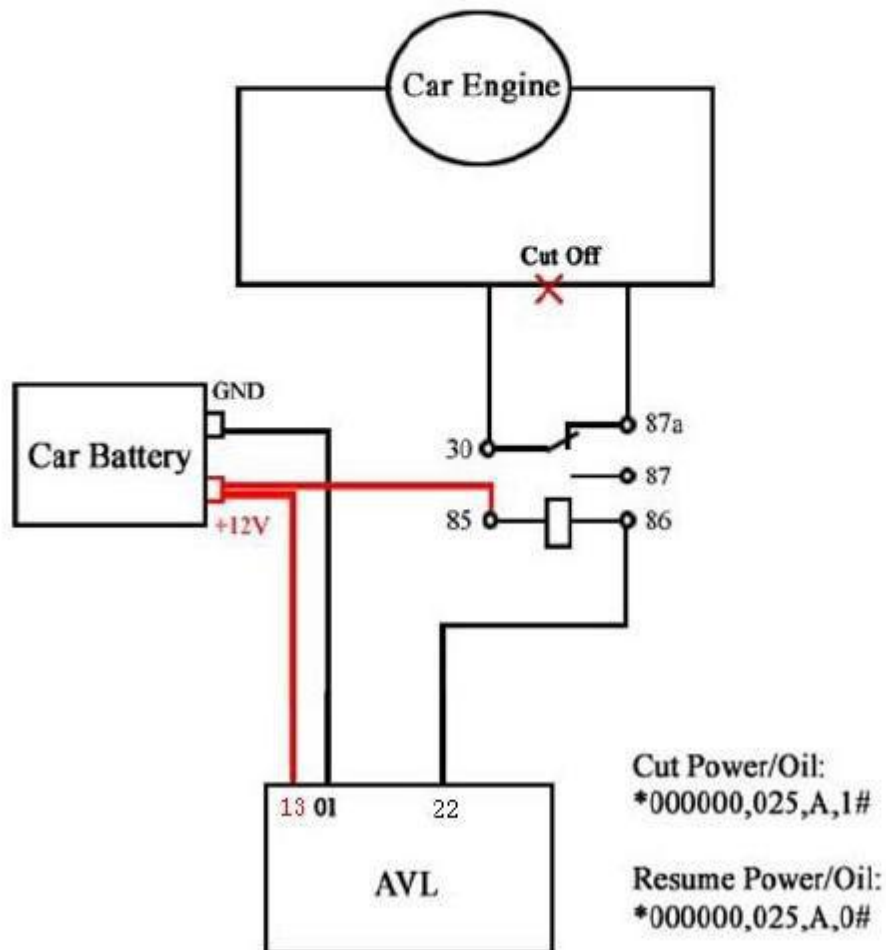 Car Engine
Cut Off
GND
87a
30
Car Battery
87
85
86
+12V
13 01
22
AVL
Cut Power/Oil:
*000000,025,A,1#
Resume Power/Oil:
*000000,025,A,0#